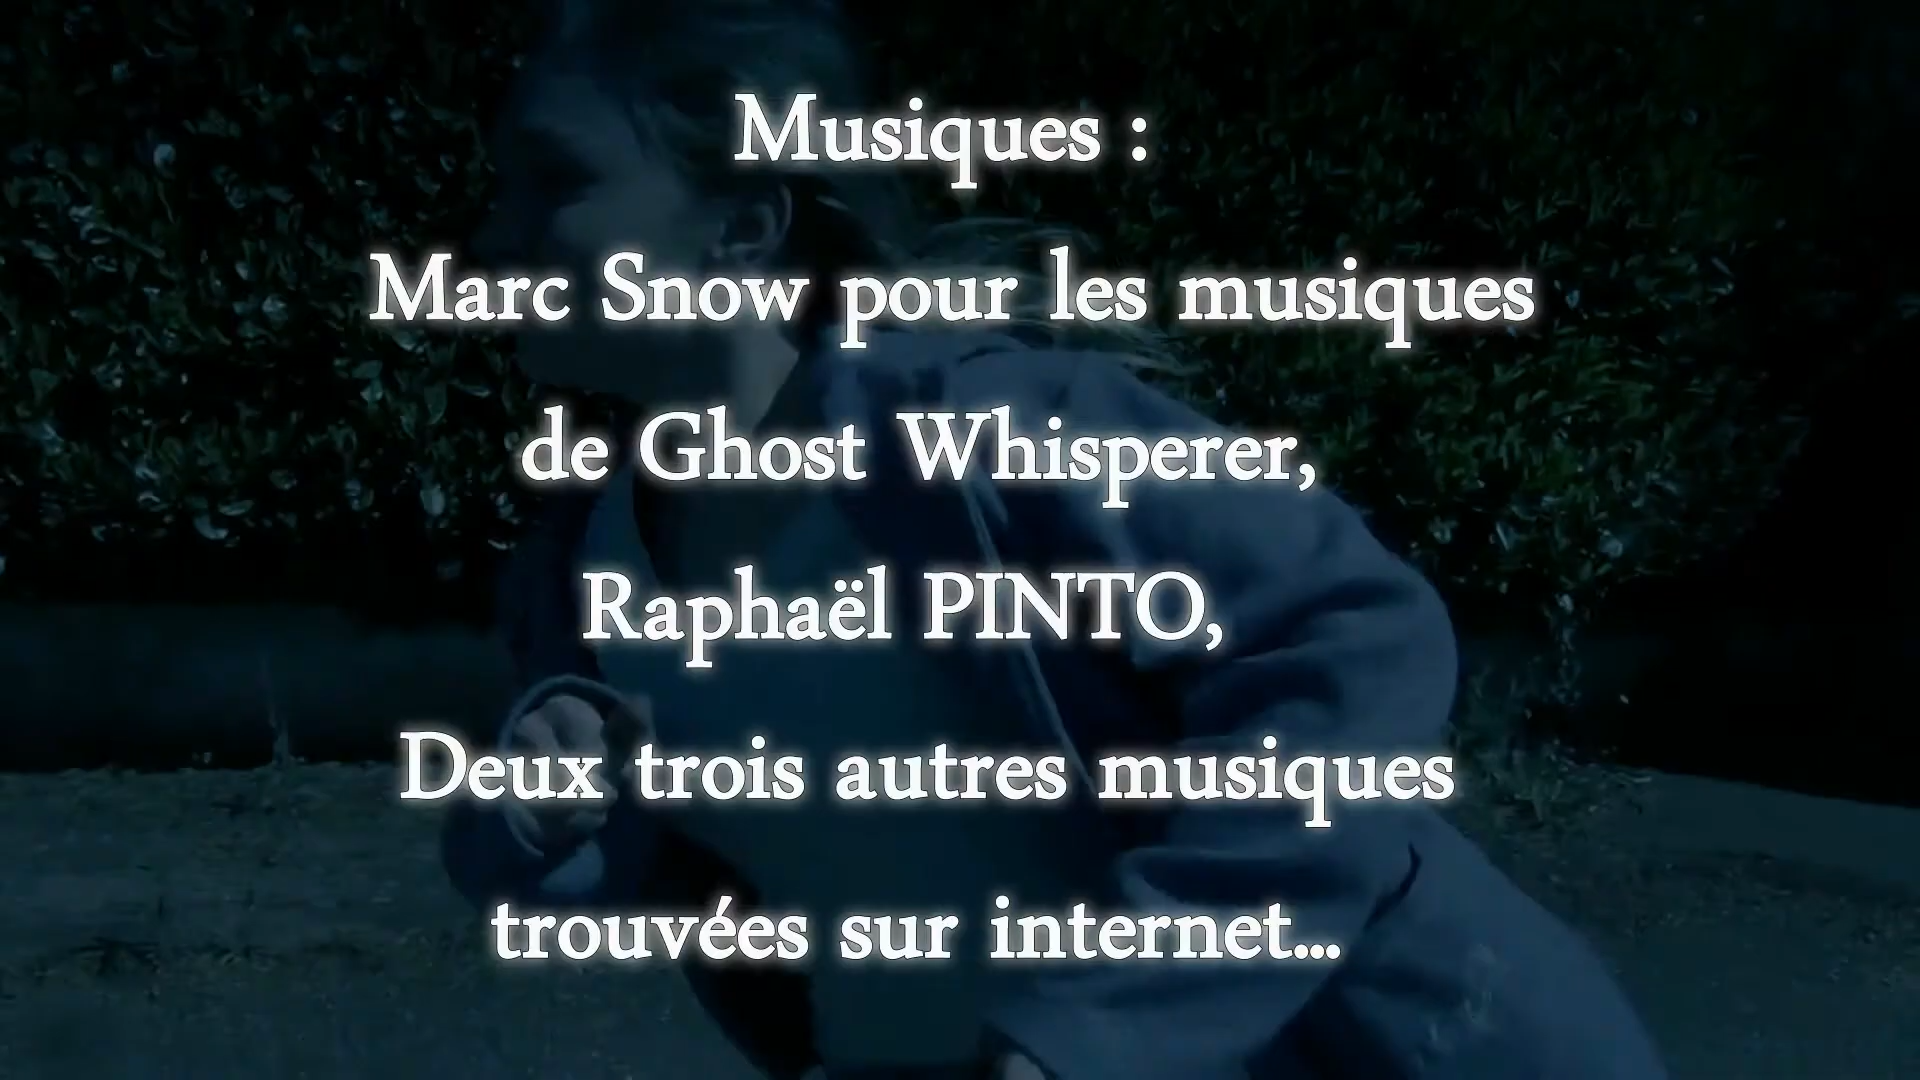 Musiques :
Marc Snow pour les musiques
de Ghost Whisperer,
Raphaël PINTO,
Deux trois autres musiques
trouvées sur internet...